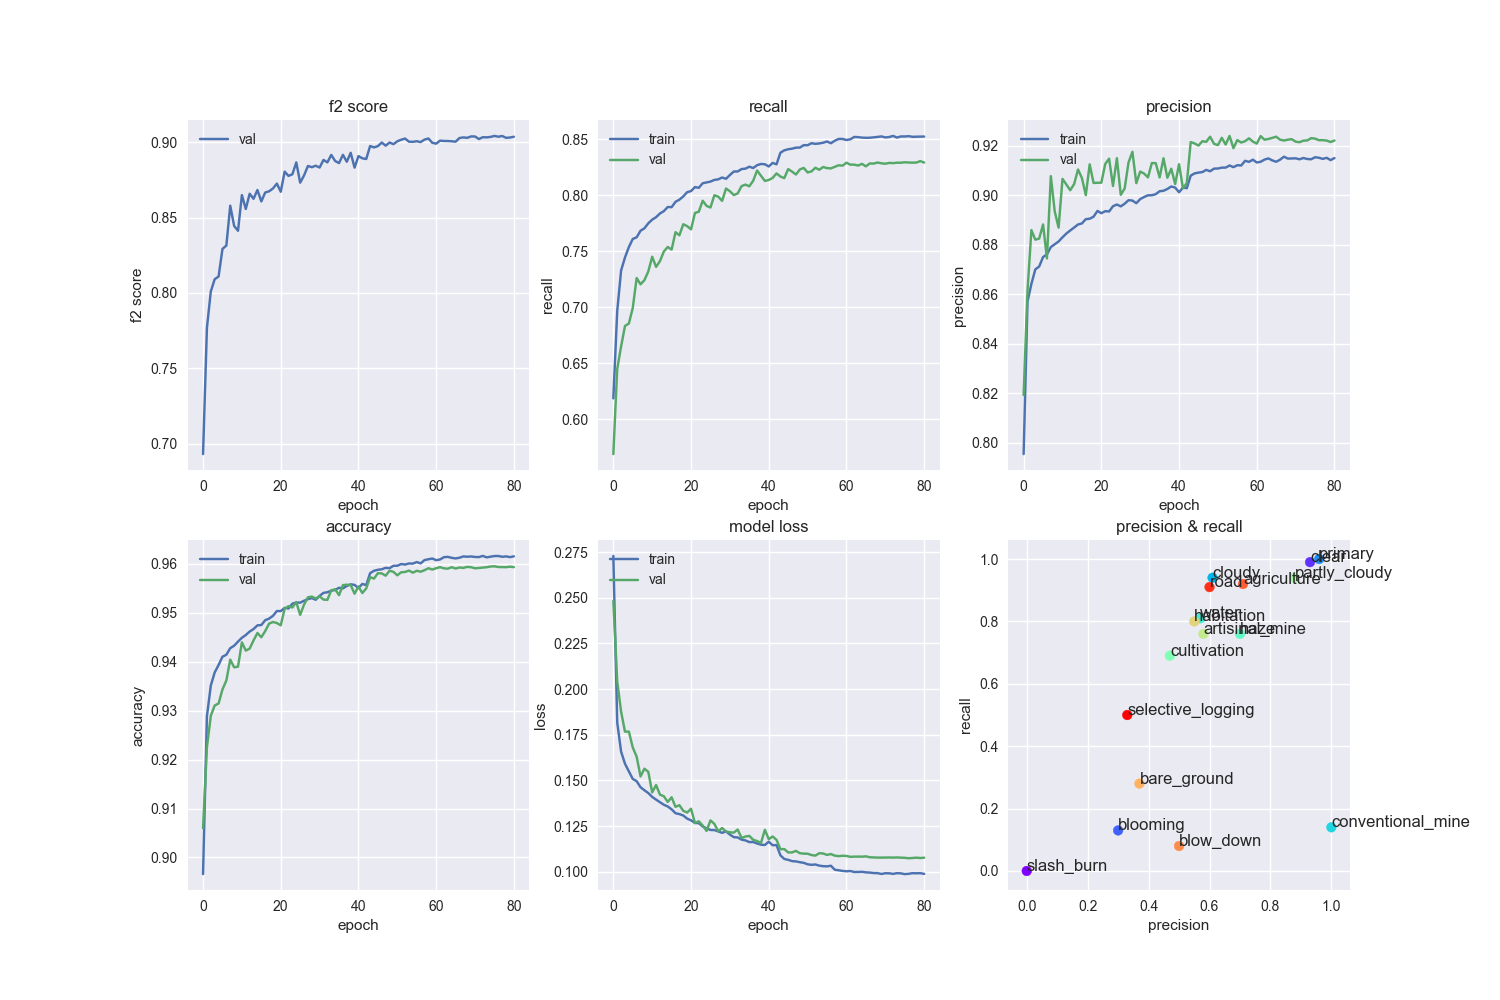 f2 score
val
0.90
0.85
0.80
0.75
0.70
f2 score
0 20 40 60 80
epoch
recall
train
val
0.85
0.80
0.75
0.70
0.65
0.60
recall
0 20 40 60 80
epoch
precision
train
val
0.92
0.90
0.88
0.86
0.84
0.82
0.80
precision
0 20 40 60 80
epoch
accuracy
train
val
0.96
0.95
0.94
0.93
0.92
0.91
0.90
accuracy
0 20 40 60 80
epoch
model loss
train
val
0.275
0.250
0.225
0.200
0.175
0.150
0.125
0.100
loss
0 20 40 60 80
epoch
precision & recall
1.0
0.8
0.6
0.4
0.2
0.0
recall
primary
clear
partly_cloudy
cloudy
agriculture
road
water
habitation
artisinal_mine
haze
cultivation
selective_logging
bare_ground
blooming
conventional_mine
blow_down
slash_burn
0.0 0.2 0.4 0.6 0.8 1.0
precision